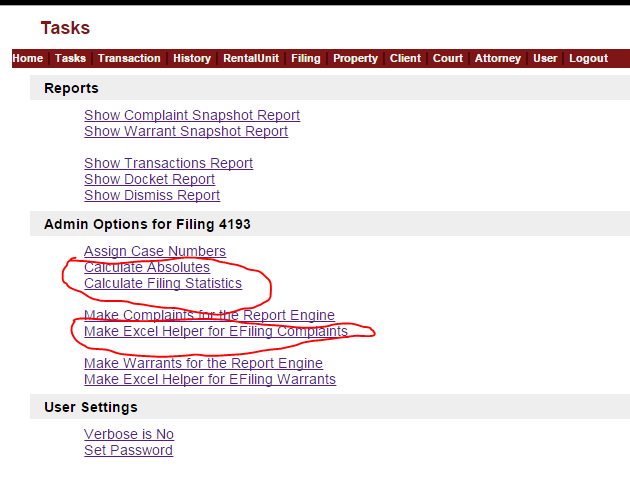 Tasks
Home Tasks Transaction History RentalUnit Filing Property Client Court Attorney User Logout
Reports
Show Complaint Snapshot Report
Show Warrant Snapshot Report
Show Transactions Report
Show Docket Report
Show Dismiss Report
Admin Options for Filing 4193
Assign Case Numbers
Calculate Absolutes
Calculate Filing Statistics
Make Complaints for the Report Engine
Make Excel Helper for EFiling Complaints
Make Warrants for the Report Engine
Make Excel Helper for EFiling Warrants
User Settings
Verbose is No
Set Password